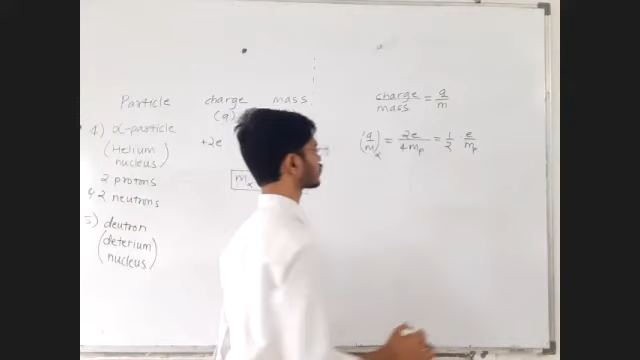 Particle charge mass
(q)
4) α-particle +2e
(Helium
nucleus)
2 protons
& 2 neutrons
mα
5) deutron
(deterium
nucleus)
charge/mass = q/m
(q/m)α = 2e/4mp = 1/2 · e/mp